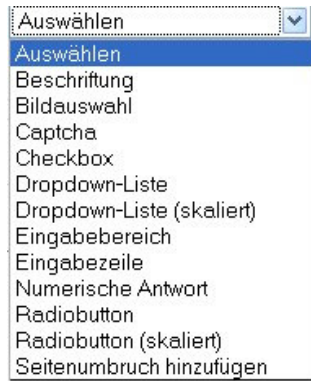 Auswählen
Auswählen
Beschriftung
Bildauswahl
Captcha
Checkbox
Dropdown-Liste
Dropdown-Liste (skaliert)
Eingabebereich
Eingabezeile
Numerische Antwort
Radiobutton
Radiobutton (skaliert)
Seitenumbruch hinzufügen